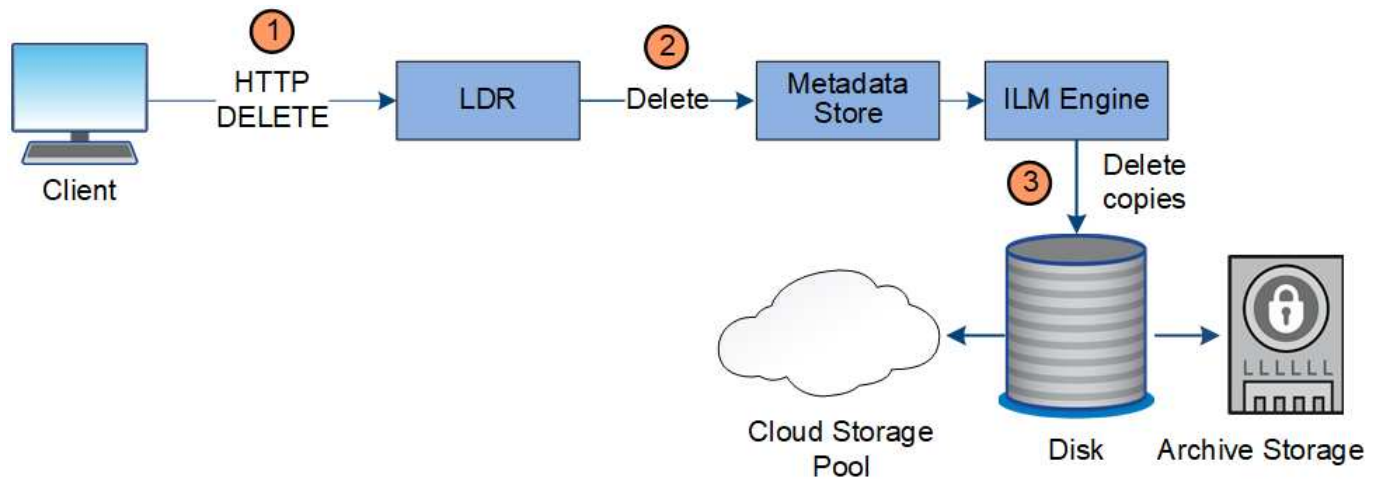 1
HTTP
DELETE
LDR
2
Delete
Metadata
Store
ILM Engine
Client
3
Delete
copies
LLLLLL
Cloud Storage
Pool
Disk
Archive Storage